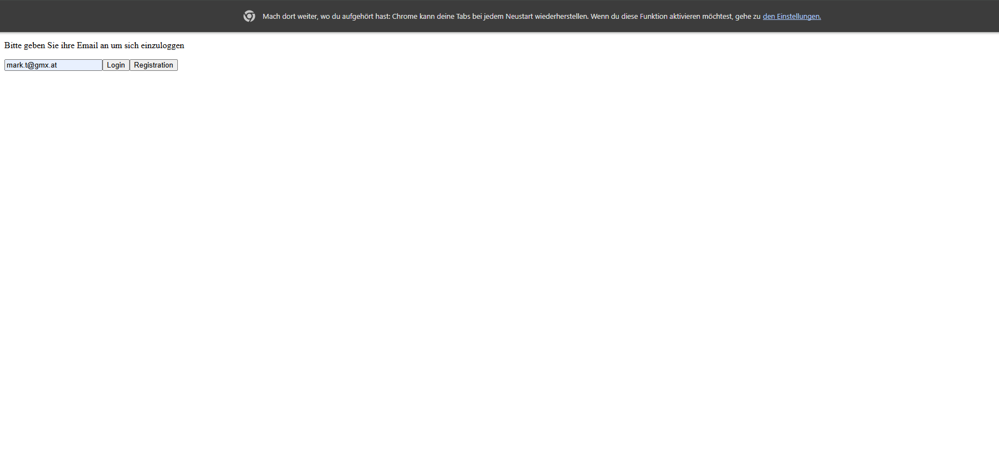 Mach dort weiter, wo du aufgehört hast: Chrome kann deine Tabs bei jedem Neustart wiederherstellen. Wenn du diese Funktion aktivieren möchtest, gehe zu den Einstellungen.
Bitte geben Sie ihre Email an um sich einzuloggen
mark.t@gmx.at Login Registration